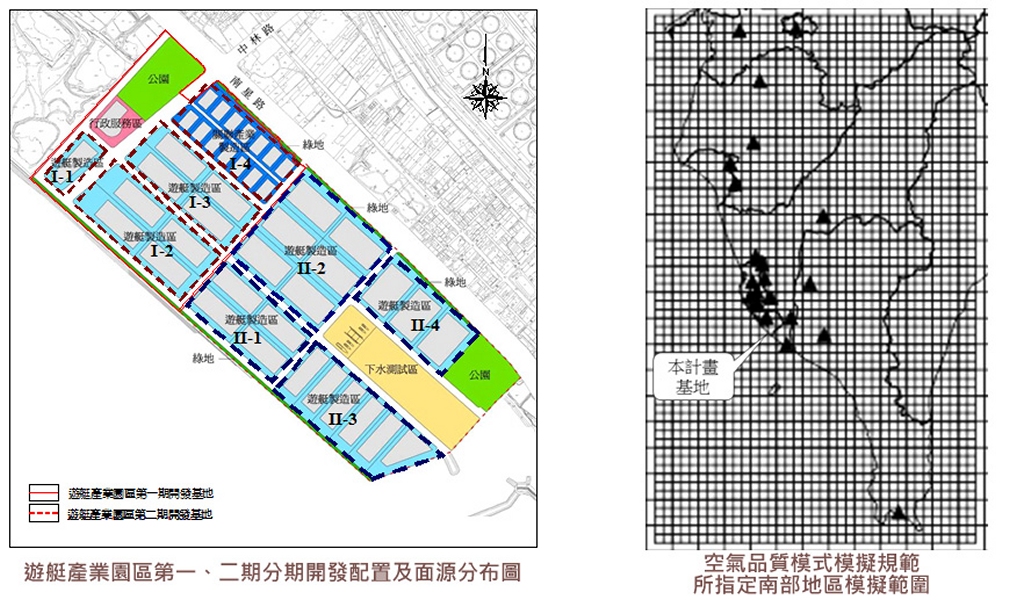 中林路
南星路
N
公園
行政服務區
遊艇製造區
I-1
關聯產業
製造區
I-4
綠地
遊艇製造區
I-3
綠地
遊艇製造區
I-2
遊艇製造區
II-2
綠地
遊艇製造區
II-4
遊艇製造區
II-1
綠地
下水測試區
公園
遊艇製造區
II-3
遊艇產業園區第一期開發基地
遊艇產業園區第二期開發基地
遊艇產業園區第一、二期分期開發配置及面源分布圖
本計畫
基地
空氣品質模式模擬規範
所指定南部地區模擬範圍